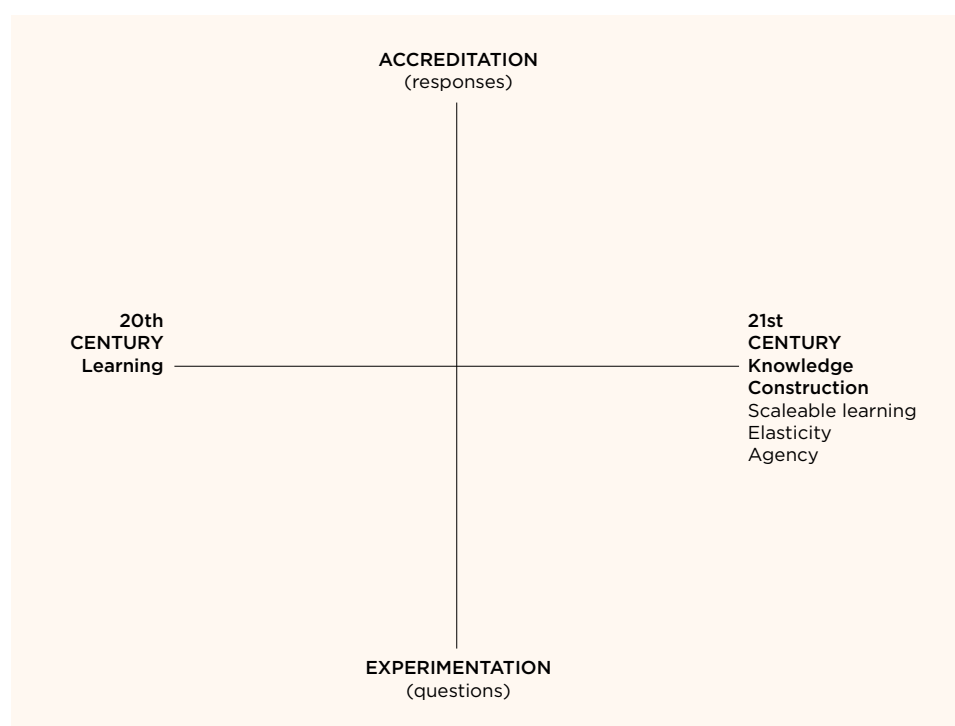 ACCREDITATION
(responses)
20th
CENTURY
Learning
21st
CENTURY
Knowledge
Construction
Scaleable learning
Elasticity
Agency
EXPERIMENTATION
(questions)